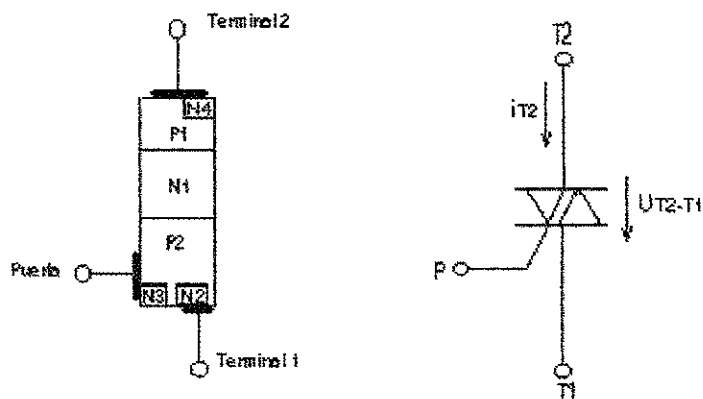 Terminal2
N4
P1
N1
P2
Puerta
N3 N2
Terminal1
T2
iT2
UT2-T1
P
T1